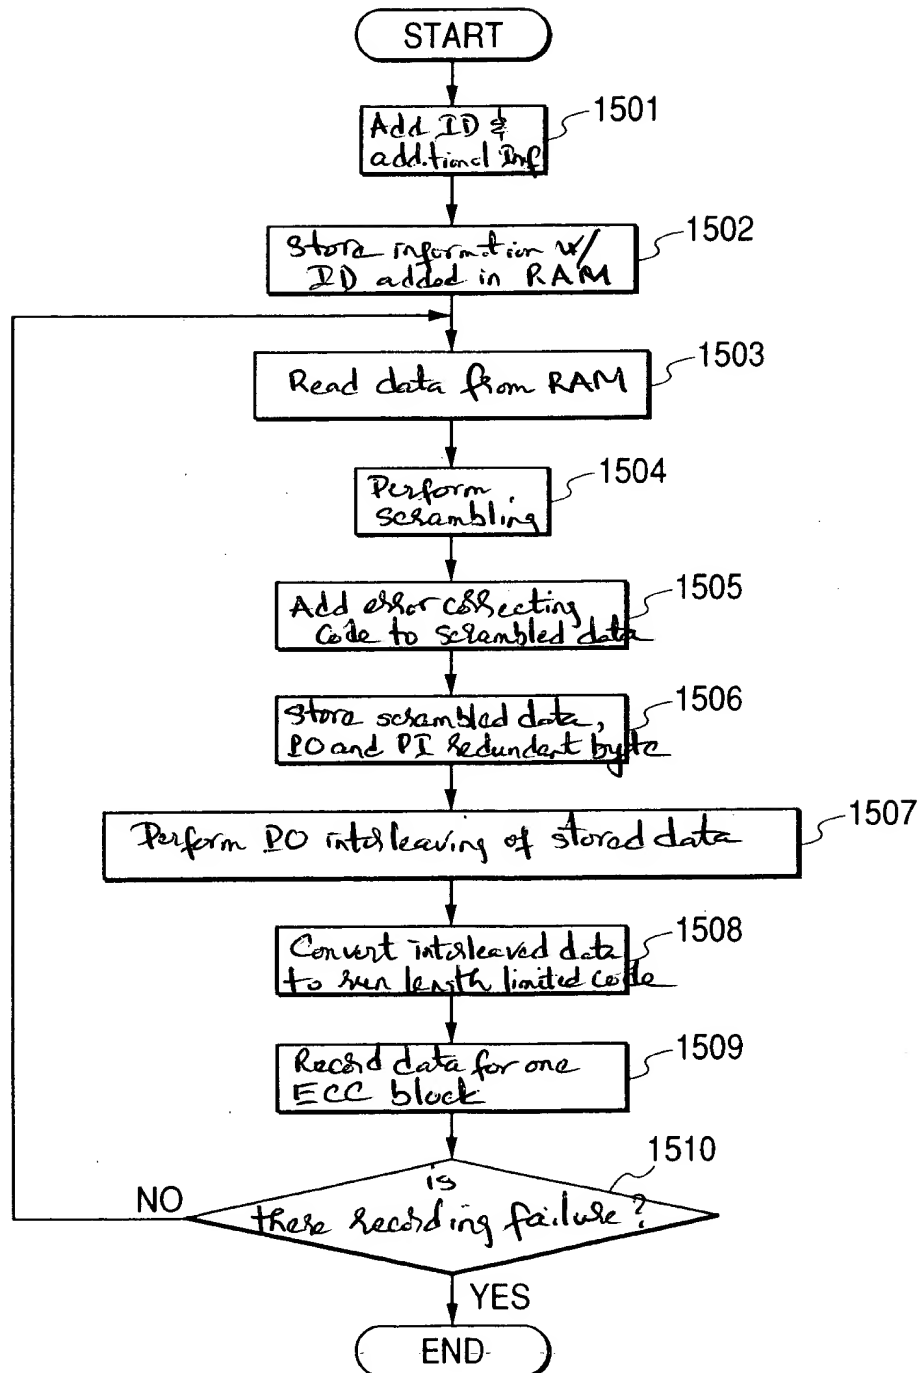 START
1501
Add ID &
additional Inf
1502
Store information w/
ID added in RAM
1503
Read data from RAM
1504
Perform
scrambling
1505
Add error correcting
code to scrambled data
1506
Store scrambled data,
PO and PI redundant byte
1507
Perform PO interleaving of stored data
1508
Convert interleaved data
to run length limited code
1509
Record data for one
ECC block
1510
is
there recording failure?
NO
YES
END